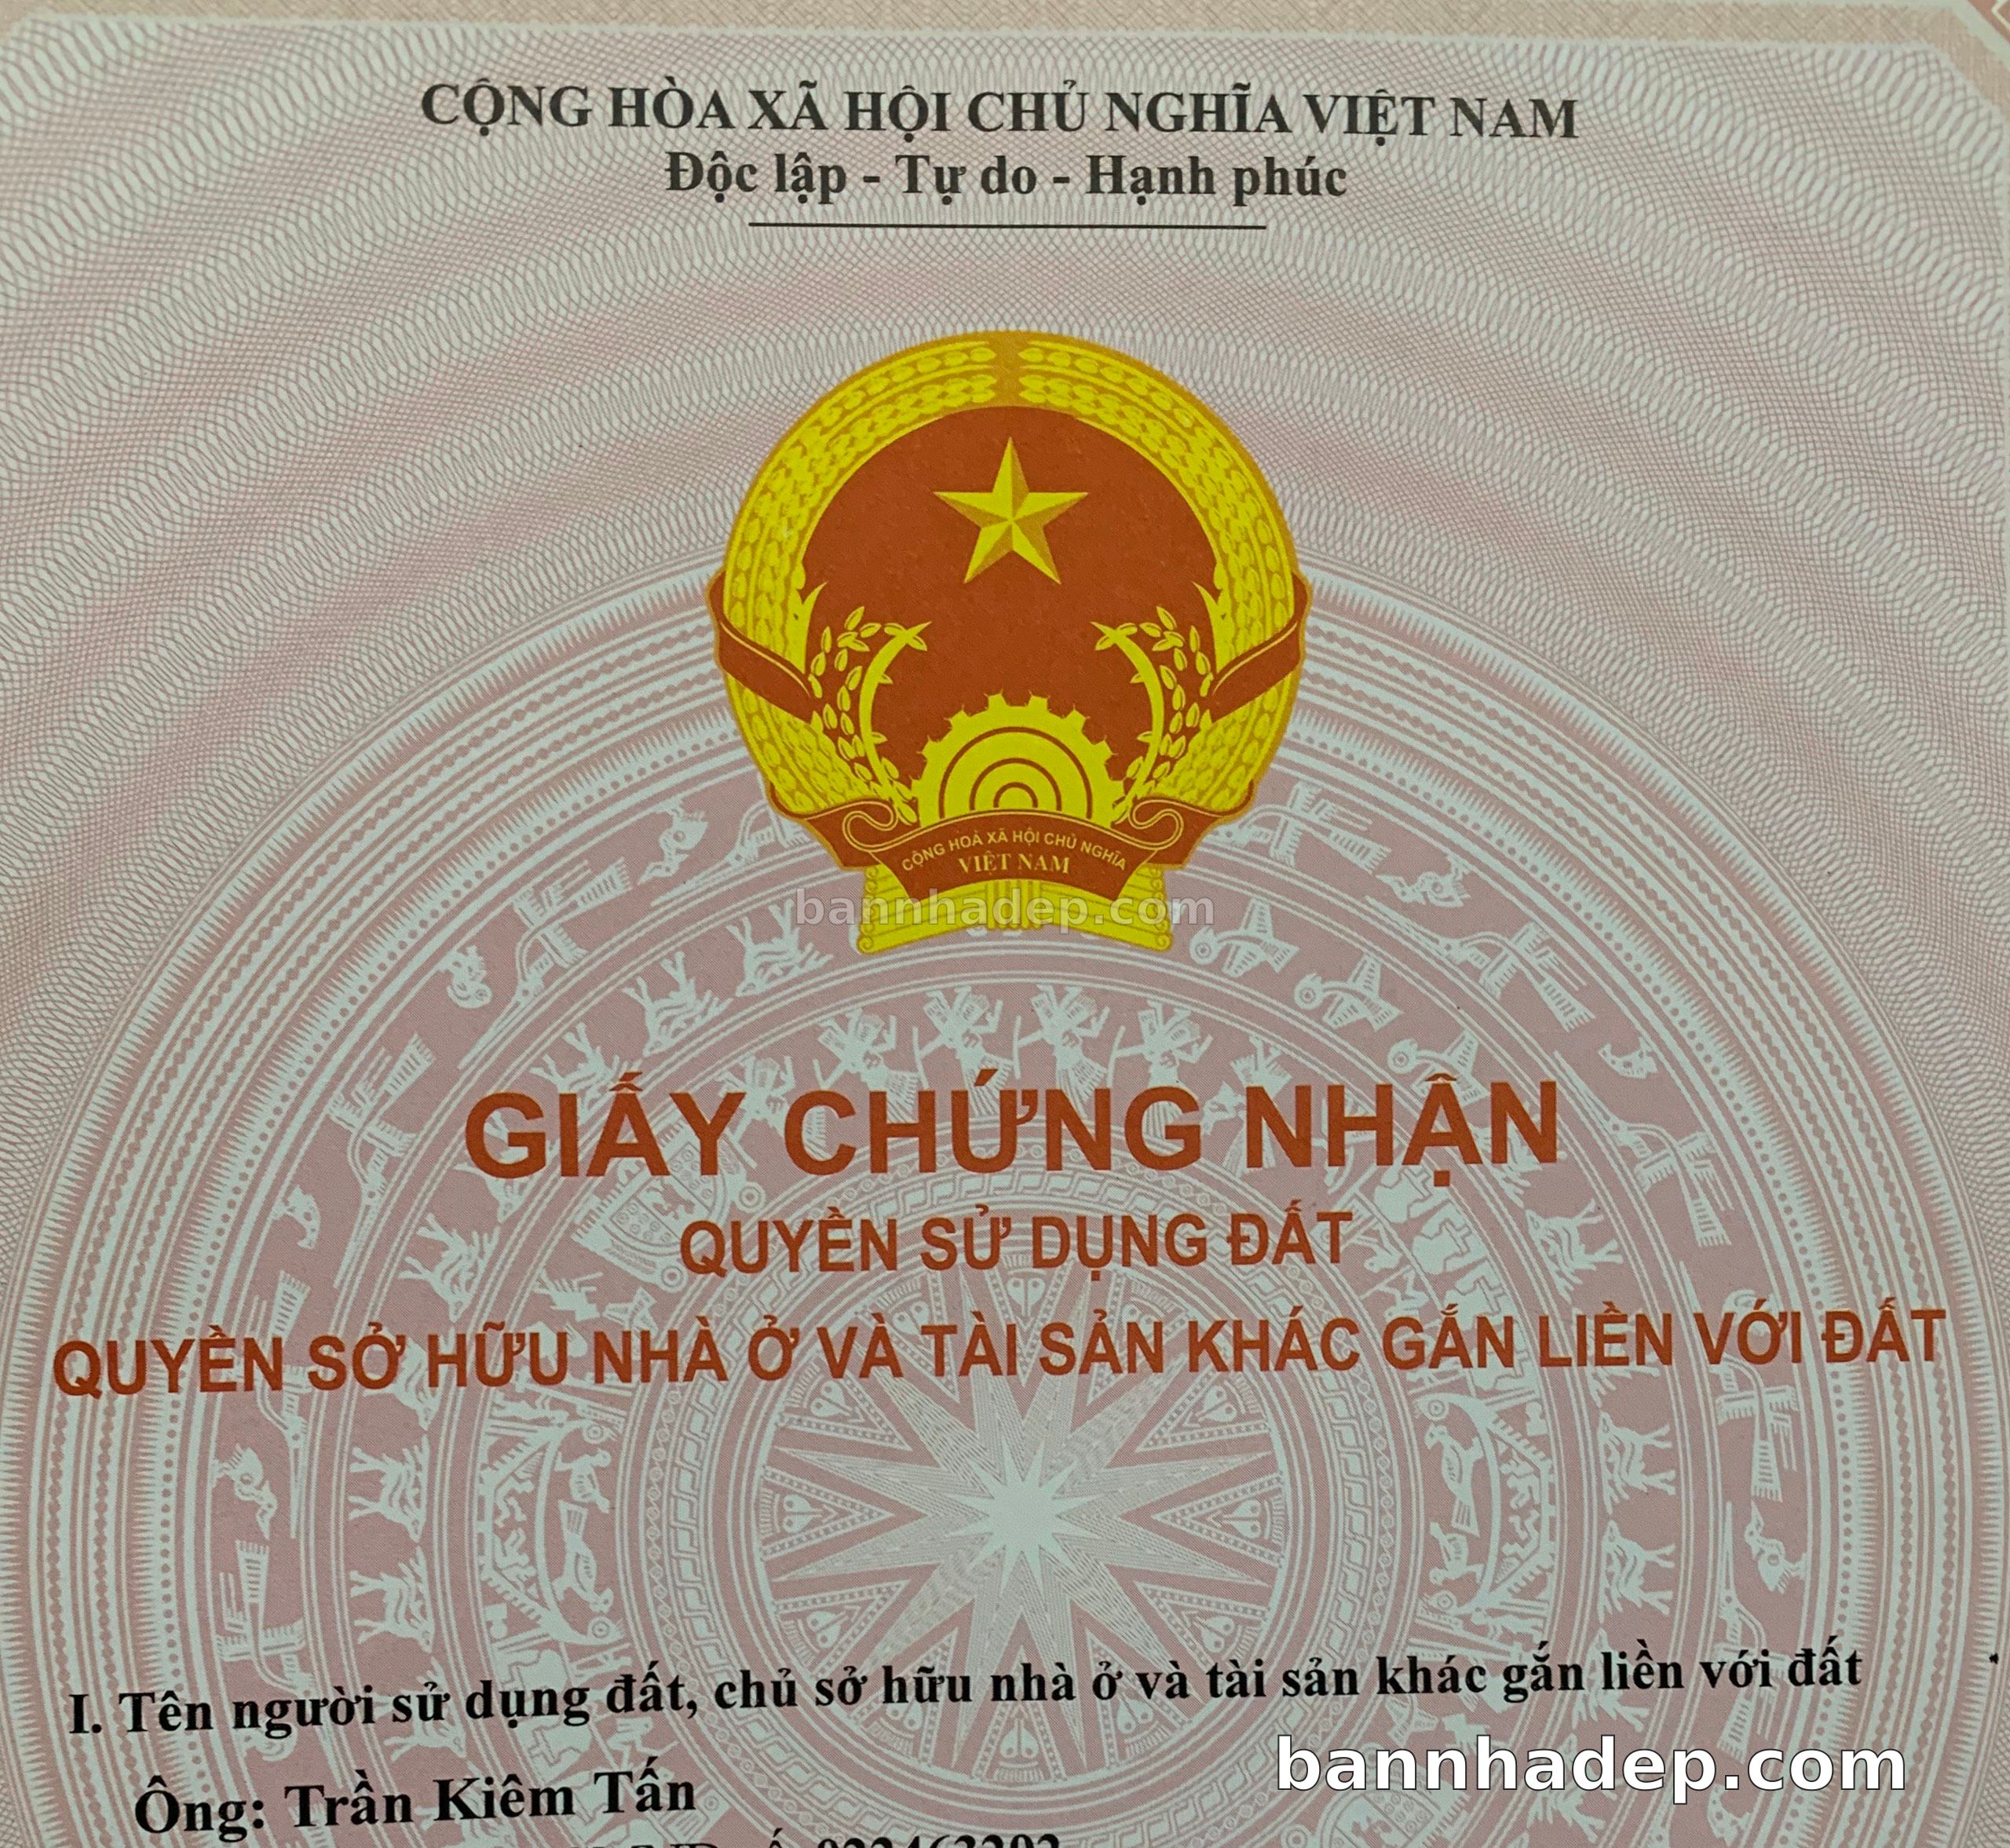 CỘNG HÒA XÃ HỘI CHỦ NGHĨA VIỆT NAM
Độc lập - Tự do - Hạnh phúc
CỘNG HOÀ XÃ HỘI CHỦ NGHĨA
VIỆT NAM
bannhadep.com
GIẤY CHỨNG NHẬN
QUYỀN SỬ DỤNG ĐẤT
QUYỀN SỞ HỮU NHÀ Ở VÀ TÀI SẢN KHÁC GẮN LIỀN VỚI ĐẤT
I. Tên người sử dụng đất, chủ sở hữu nhà ở và tài sản khác gắn liền với đất
bannhadep.com
Ông: Trần Kiêm Tấn